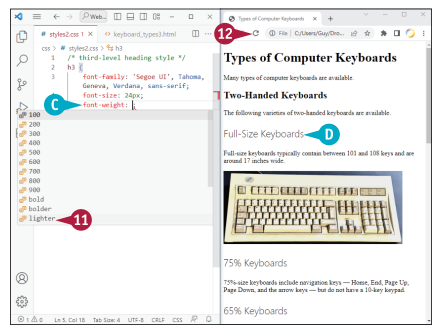 Web...
# styles2.css 1
keyboard_types3.html
css > # styles2.css > h3
1 /* third-level heading style */
2 h3 {
3 font-family: 'Segoe UI', Tahoma,
Geneva, Verdana, sans-serif;
font-size: 24px;
C
font-weight: ;
100
200
300
400
500
600
700
800
900
bold
bolder
lighter
11
1 0
Ln 5, Col 18
Tab Size: 4
UTF-8
CRLF
CSS
Types of Computer Keyboards
12
File
C:/Users/Guy/Dro...
Types of Computer Keyboards
Many types of computer keyboards are available.
Two-Handed Keyboards
The following varieties of two-handed keyboards are available.
Full-Size Keyboards
D
Full-size keyboards typically contain between 101 and 108 keys and are
around 17 inches wide.
75% Keyboards
75%-size keyboards include navigation keys — Home, End, Page Up,
Page Down, and the arrow keys — but do not have a 10-key keypad.
65% Keyboards